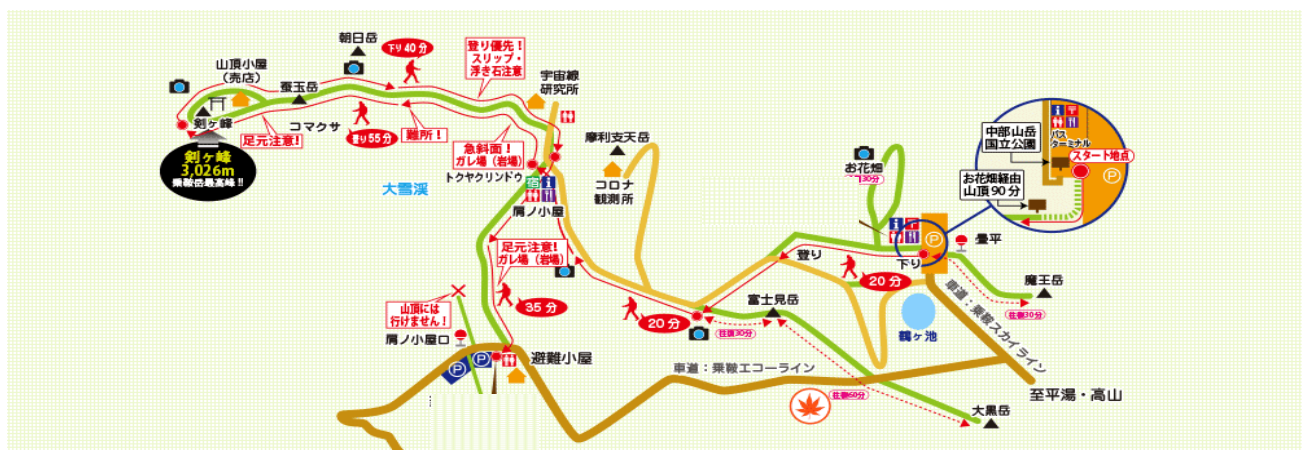 朝日岳
下り40分
登り優先！
スリップ・
浮き石注意
宇宙線
研究所
山頂小屋
（売店）
蚕玉岳
剣ヶ峰
足元注意！
コマクサ
登り55分
難所！
急斜面！
ガレ場（岩場）
トクヤクリンドウ
剣ヶ峰
3,026m
乗鞍岳最高峰!!
大雪渓
宿
肩ノ小屋
摩利支天岳
コロナ
観測所
お花畑
中部山岳
国立公園
バス
ターミナル
スタート地点
お花畑経由
山頂90分
P
P
畳平
登り
下り
20分
魔王岳
往復30分
足元注意！
ガレ場（岩場）
35分
20分
富士見岳
往復30分
鶴ヶ池
車道：乗鞍スカイライン
山頂には
行けません！
肩ノ小屋口
P
P
避難小屋
車道：乗鞍エコーライン
往復60分
至平湯・高山
大黒岳